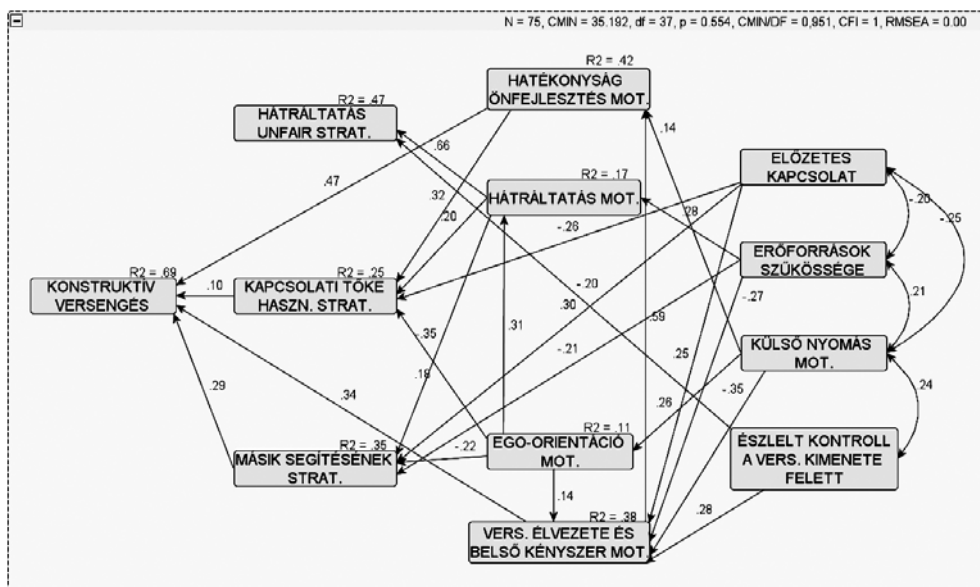 N = 75, CMIN = 35.192, df = 37, p = 0.554, CMIN/DF = 0,951, CFI = 1, RMSEA = 0.00
R2 = .42
HATÉKONYSÁG
ÖNFEJLESZTÉS MOT.
R2 = .47
HÁTRÁLTATÁS
UNFAIR STRAT.
.14
.66
ELŐZETES
KAPCSOLAT
R2 = .17
HÁTRÁLTATÁS MOT.
.47
.32
.20
-.26
.28
-.20
-.25
ERŐFORRÁSOK
SZŰKÖSSÉGE
R2 = .69
KONSTRUKTÍV
VERSENGÉS
.10
R2 = .25
KAPCSOLATI TŐKE
HASZN. STRAT.
-.20
-.27
.30
.59
.21
-.35
.31
-.21
KÜLSŐ NYOMÁS
MOT.
.25
.29
.18
.34
.26
-.35
.24
R2 = .11
EGO-ORIENTÁCIÓ
MOT.
R2 = .35
MÁSIK SEGÍTÉSÉNEK
STRAT.
-.22
ÉSZLELT KONTROLL
A VERS. KIMENETE
FELETT
.14
.28
R2 = .38
VERS. ÉLVEZETE ÉS
BELSŐ KÉNYSZER MOT.